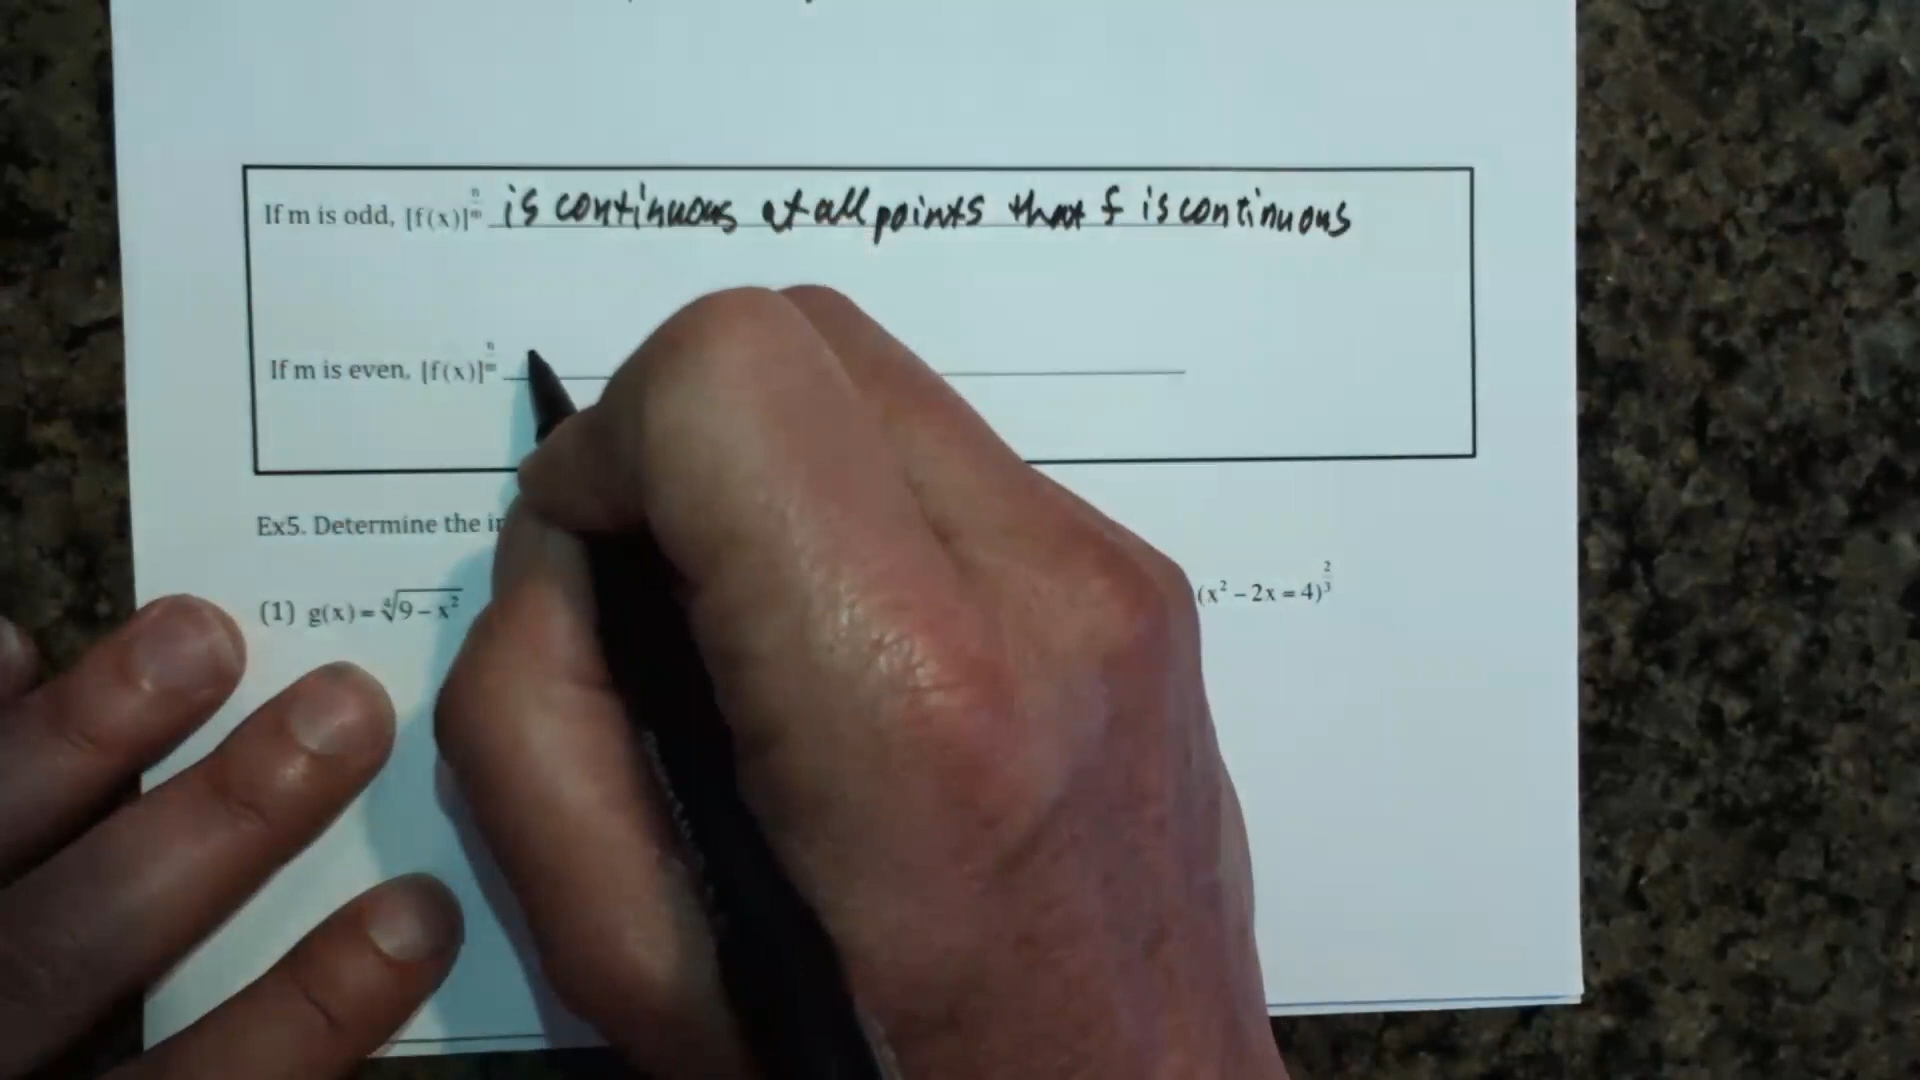 If m is odd, [f(x)]^(n/m) is continuous at all points that f is continuous
If m is even, [f(x)]^(n/m)
Ex5. Determine the
(1) g(x) = ∜(9 – x²) (x² – 2x = 4)^(2/3)